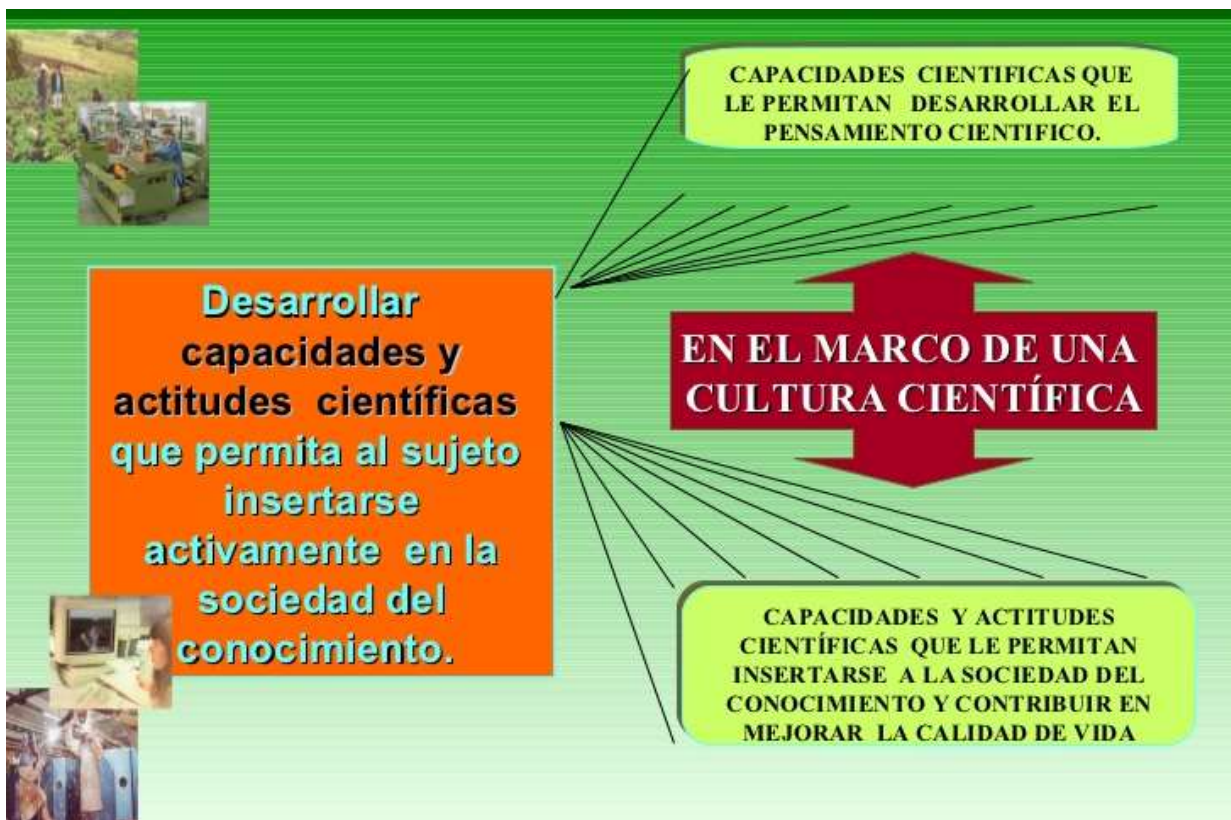 CAPACIDADES CIENTIFICAS QUE
LE PERMITAN DESARROLLAR EL
PENSAMIENTO CIENTIFICO.
Desarrollar
capacidades y
actitudes científicas
que permita al sujeto
insertarse
activamente en la
sociedad del
conocimiento.
EN EL MARCO DE UNA
CULTURA CIENTÍFICA
CAPACIDADES Y ACTITUDES
CIENTÍFICAS QUE LE PERMITAN
INSERTARSE A LA SOCIEDAD DEL
CONOCIMIENTO Y CONTRIBUIR EN
MEJORAR LA CALIDAD DE VIDA